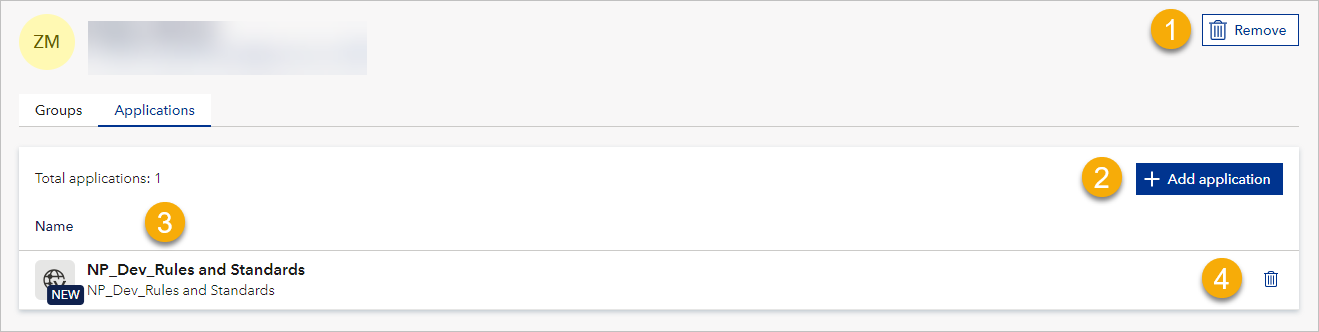 ZM
1
Remove
Groups
Applications
Total applications: 1
2
Add application
Name
3
NP_Dev_Rules and Standards
NEW
NP_Dev_Rules and Standards
4